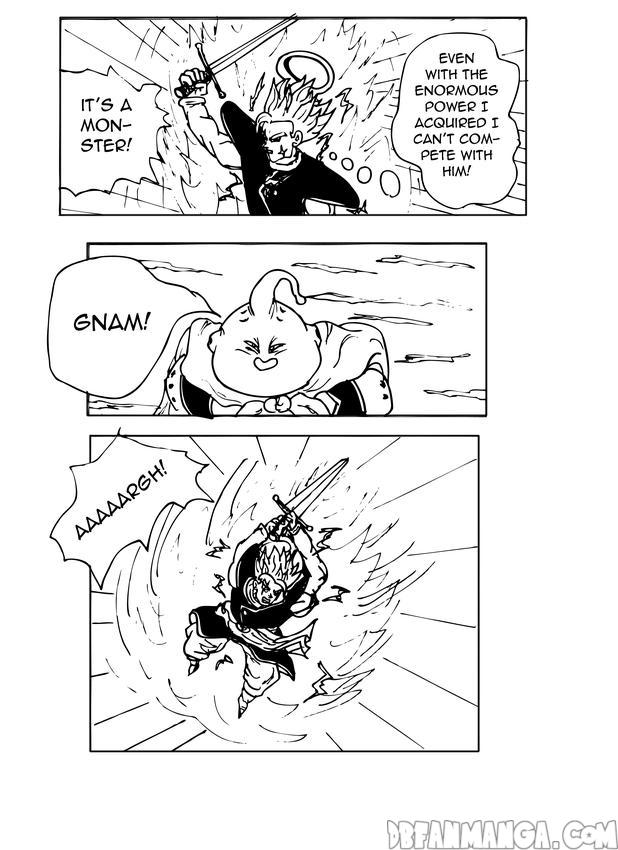 IT'S A
MON-
STER!
EVEN
WITH THE
ENORMOUS
POWER I
ACQUIRED I
CAN'T COM-
PETE WITH
HIM!
GNAM!
AAAAARGH!
DBFANMANGA.COM